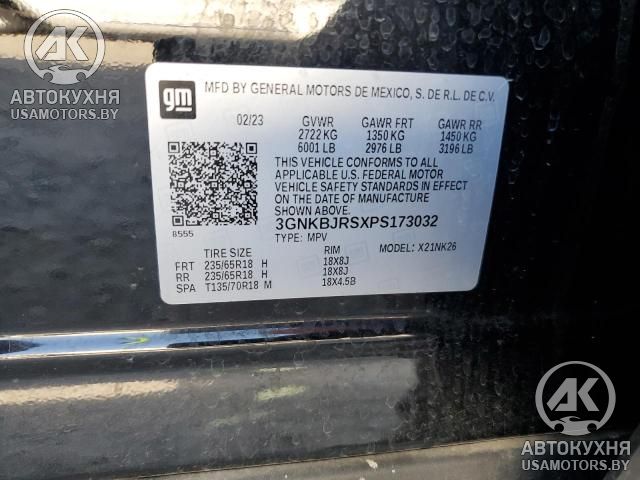 АВТОКУХНЯ
USAMOTORS.BY
gm
MFD BY GENERAL MOTORS DE MEXICO, S. DE R.L. DE C.V.
02/23 GVWR GAWR FRT GAWR RR
2722 KG 1350 KG 1450 KG
6001 LB 2976 LB 3196 LB
THIS VEHICLE CONFORMS TO ALL
APPLICABLE U.S. FEDERAL MOTOR
VEHICLE SAFETY STANDARDS IN EFFECT
ON THE DATE OF MANUFACTURE
SHOWN ABOVE.
3GNKBJRSXPS173032
8555
TYPE: MPV MODEL: X21NK26
TIRE SIZE RIM
FRT 235/65R18 H 18X8J
RR 235/65R18 H 18X8J
SPA T135/70R18 M 18X4.5B
АК
АВТОКУХНЯ
USAMOTORS.BY